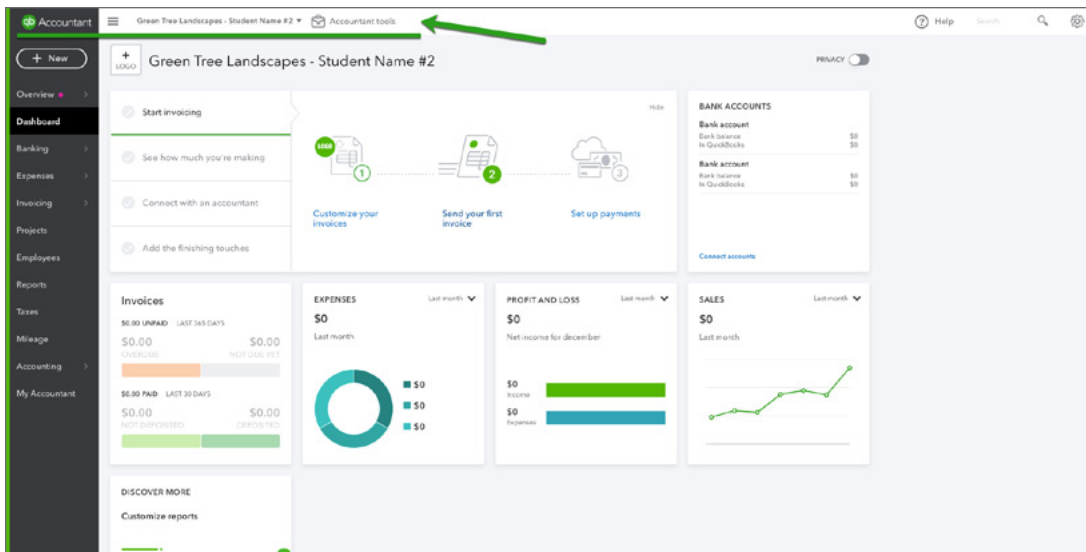 qb Accountant
Green Tree Landscapes - Student Name #2
Accountant tools
Help
Search
+ New
+ LOGO
Green Tree Landscapes - Student Name #2
PRIVACY
Overview
Dashboard
Banking
Expenses
Invoicing
Projects
Employees
Reports
Taxes
Mileage
Accounting
My Accountant
Start invoicing
See how much you're making
Connect with an accountant
Add the finishing touches
Hide
LOGO
1
2
3
Customize your
invoices
Send your first
invoice
Set up payments
BANK ACCOUNTS
Bank account
Bank balance $0
In QuickBooks $0
Bank account
Bank balance $0
In QuickBooks $0
Connect accounts
Invoices
$0.00 UNPAID LAST 365 DAYS
$0.00 $0.00
OVERDUE NOT DUE YET
$0.00 PAID LAST 30 DAYS
$0.00 $0.00
NOT DEPOSITED DEPOSITED
EXPENSES Last month
$0
Last month
$0
$0
$0
PROFIT AND LOSS Last month
$0
Net income for december
$0
Income
$0
Expenses
SALES Last month
$0
Last month
DISCOVER MORE
Customize reports